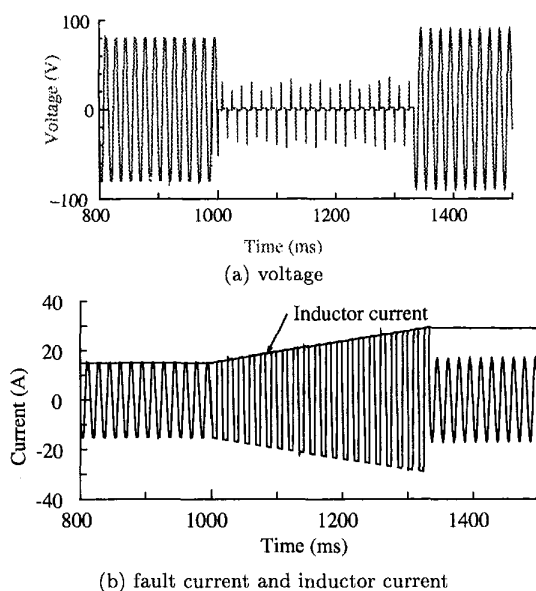 100
Voltage (V)
0
-100
800
1000
1200
1400
Time (ms)
(a) voltage
40
Inductor current
20
Current (A)
0
-20
-40
800
1000
1200
1400
Time (ms)
(b) fault current and inductor current